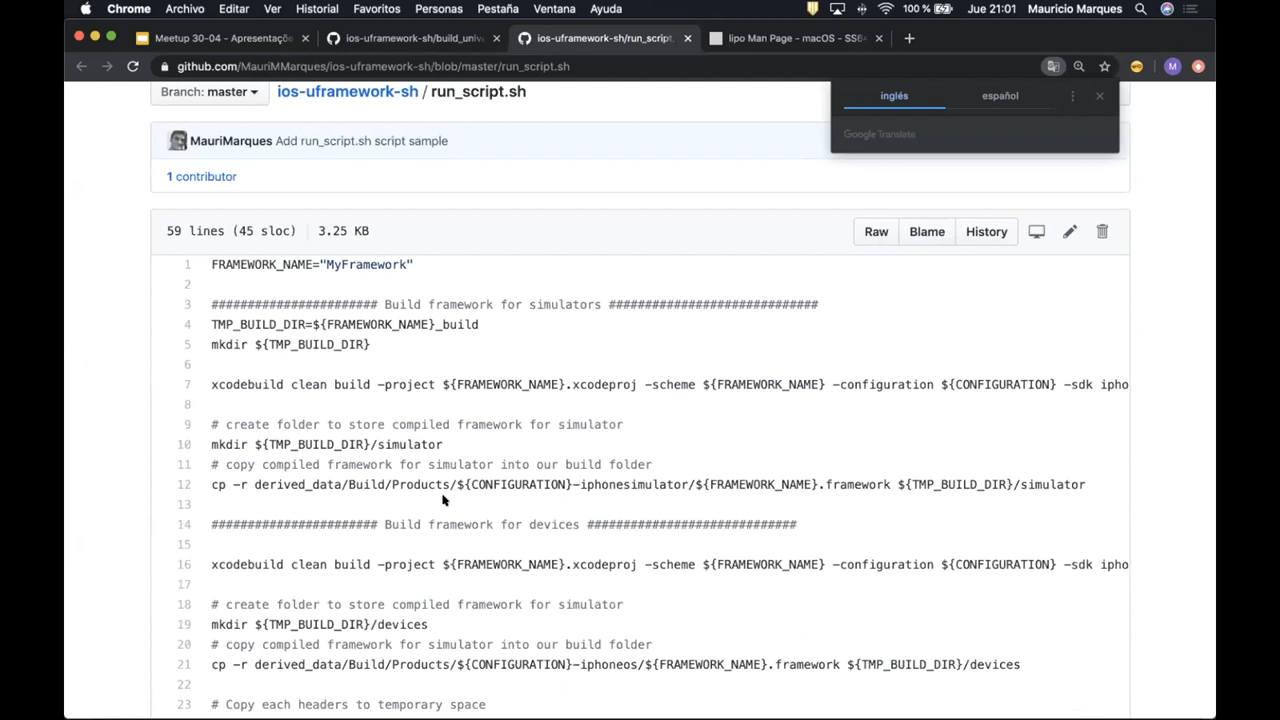 Chrome Archivo Editar Ver Historial Favoritos Personas Pestaña Ventana Ayuda 100 % Jue 21:01 Mauricio Marques
Meetup 30-04 - Apresentaçõe × ios-uframework-sh/build_univ × ios-uframework-sh/run_script. × lipo Man Page - macOS - SS64 × +
github.com/MauriMMarques/ios-uframework-sh/blob/master/run_script.sh M
Branch: master ios-uframework-sh / run_script.sh
inglés español
Google Translate
MauriMarques Add run_script.sh script sample
1 contributor
59 lines (45 sloc) 3.25 KB Raw Blame History
1 FRAMEWORK_NAME="MyFramework"
2
3 ####################### Build framework for simulators #############################
4 TMP_BUILD_DIR=${FRAMEWORK_NAME}_build
5 mkdir ${TMP_BUILD_DIR}
6
7 xcodebuild clean build -project ${FRAMEWORK_NAME}.xcodeproj -scheme ${FRAMEWORK_NAME} -configuration ${CONFIGURATION} -sdk ipho
8
9 # create folder to store compiled framework for simulator
10 mkdir ${TMP_BUILD_DIR}/simulator
11 # copy compiled framework for simulator into our build folder
12 cp -r derived_data/Build/Products/${CONFIGURATION}-iphonesimulator/${FRAMEWORK_NAME}.framework ${TMP_BUILD_DIR}/simulator
13
14 ####################### Build framework for devices #############################
15
16 xcodebuild clean build -project ${FRAMEWORK_NAME}.xcodeproj -scheme ${FRAMEWORK_NAME} -configuration ${CONFIGURATION} -sdk ipho
17
18 # create folder to store compiled framework for simulator
19 mkdir ${TMP_BUILD_DIR}/devices
20 # copy compiled framework for simulator into our build folder
21 cp -r derived_data/Build/Products/${CONFIGURATION}-iphoneos/${FRAMEWORK_NAME}.framework ${TMP_BUILD_DIR}/devices
22
23 # Copy each headers to temporary space